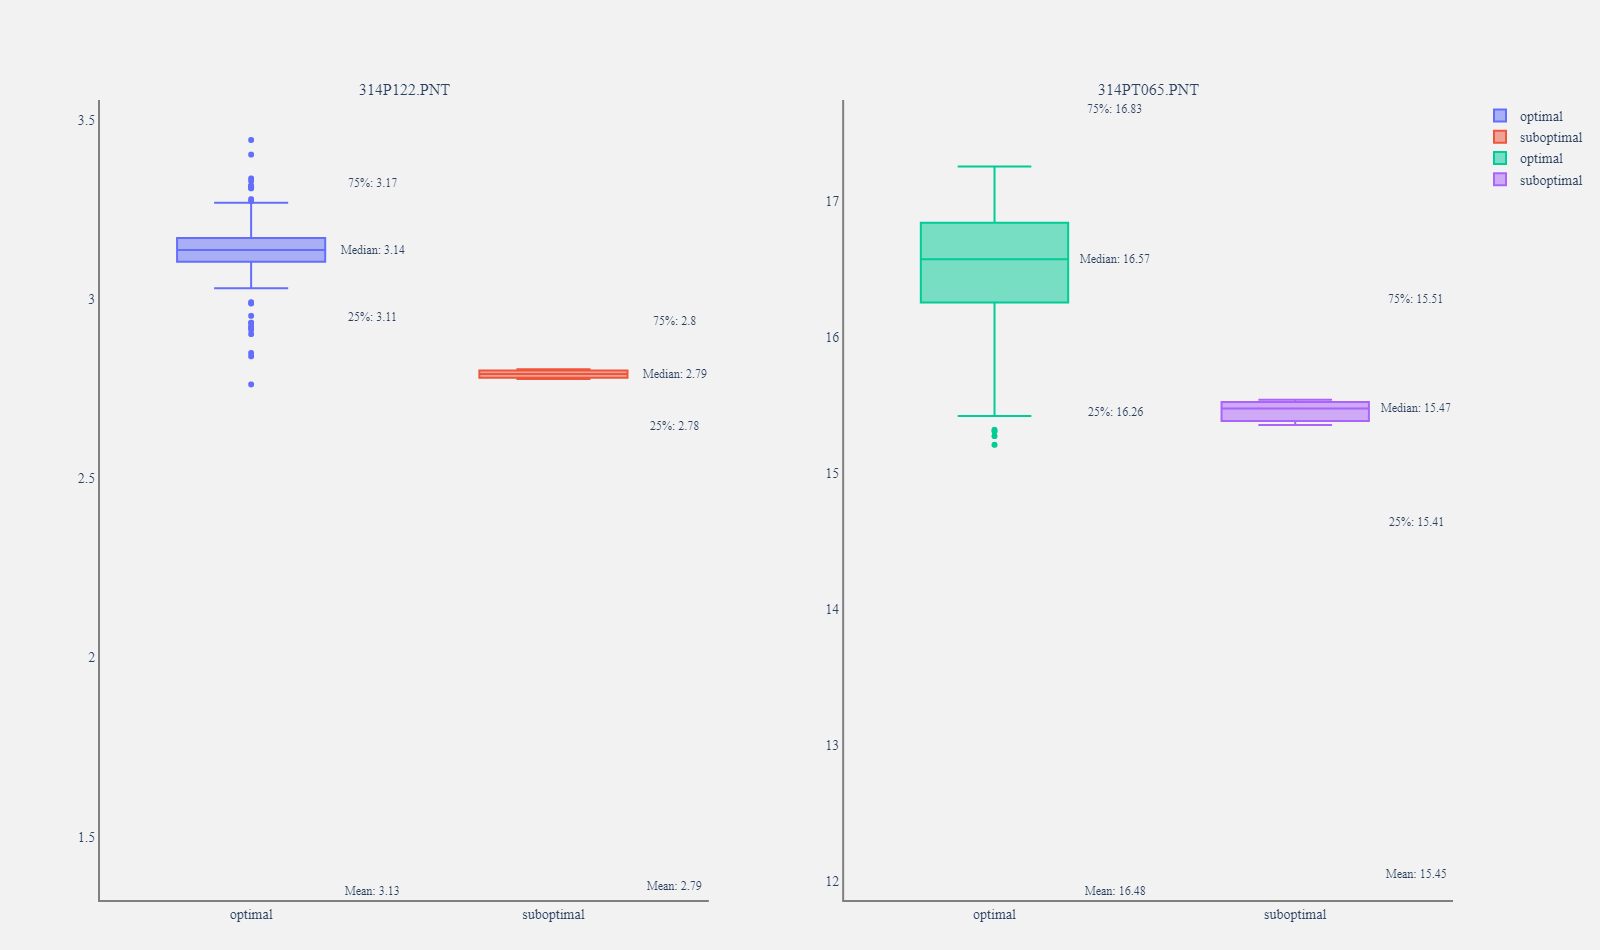 314P122.PNT
3.5
3
2.5
2
1.5
75%: 3.17
Median: 3.14
25%: 3.11
75%: 2.8
Median: 2.79
25%: 2.78
Mean: 3.13
Mean: 2.79
optimal
suboptimal
314PT065.PNT
17
16
15
14
13
12
75%: 16.83
Median: 16.57
25%: 16.26
75%: 15.51
Median: 15.47
25%: 15.41
Mean: 16.48
Mean: 15.45
optimal
suboptimal
optimal
suboptimal
optimal
suboptimal